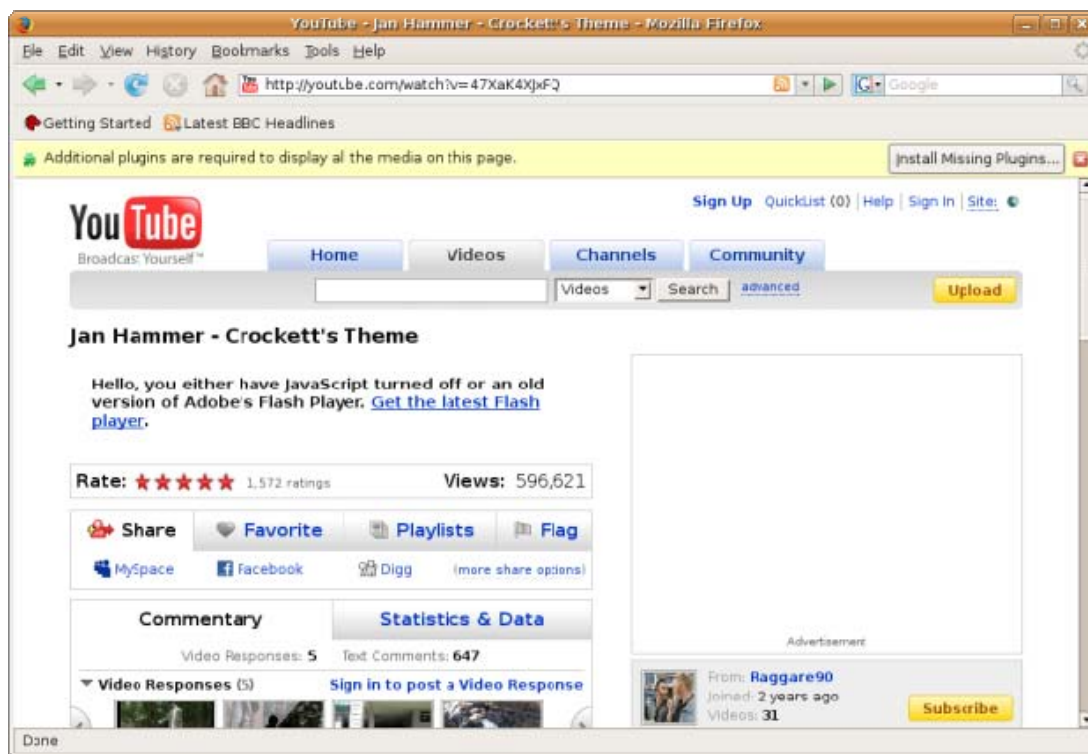 YouTube - Jan Hammer - Crockett's Theme - Mozilla Firefox
File Edit View History Bookmarks Tools Help
http://youtube.com/watch?v=47XaK4XJxFQ
Google
Getting Started Latest BBC Headlines
Additional plugins are required to display all the media on this page.
Install Missing Plugins...
Sign Up QuickList (0) | Help | Sign In | Site:
YouTube
Broadcast Yourself™
Home Videos Channels Community
Videos Search advanced Upload
Jan Hammer - Crockett's Theme
Hello, you either have JavaScript turned off or an old
version of Adobe's Flash Player. Get the latest Flash
player.
Rate: 1,572 ratings Views: 596,621
Share Favorite Playlists Flag
MySpace Facebook Digg (more share options)
Commentary Statistics & Data
Video Responses: 5 Text Comments: 647
Video Responses (5) Sign in to post a Video Response
Advertisement
From: Raggare90
Joined: 2 years ago
Videos: 31
Subscribe
Done